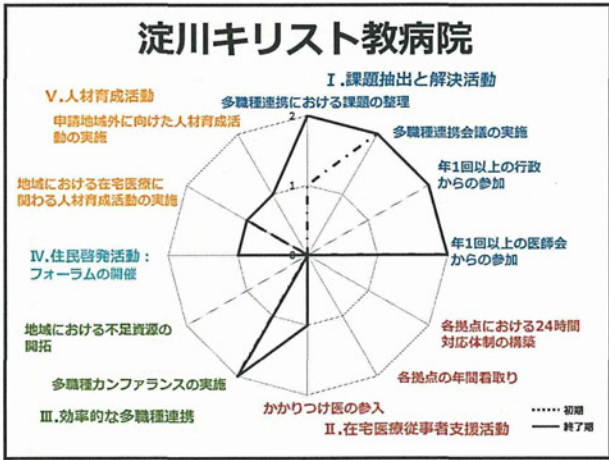 淀川キリスト教病院
Ⅰ.課題抽出と解決活動
多職種連携における課題の整理
多職種連携会議の実施
年1回以上の行政
からの参加
年1回以上の医師会
からの参加
各拠点における24時間
対応体制の構築
各拠点の年間看取り
かかりつけ医の参入
Ⅱ.在宅医療従事者支援活動
多職種カンファランスの実施
Ⅲ.効率的な多職種連携
地域における不足資源の
開拓
Ⅳ.住民啓発活動：
フォーラムの開催
地域における在宅医療に
関わる人材育成活動の実施
Ⅴ.人材育成活動
申請地域外に向けた人材育成活
動の実施
2
1
0
初期
終了期